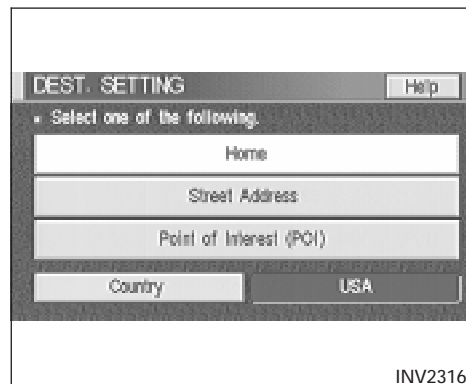 DEST. SETTING Help
Select one of the following.
Home
Street Address
Point of Interest (POI)
Country USA
INV2316